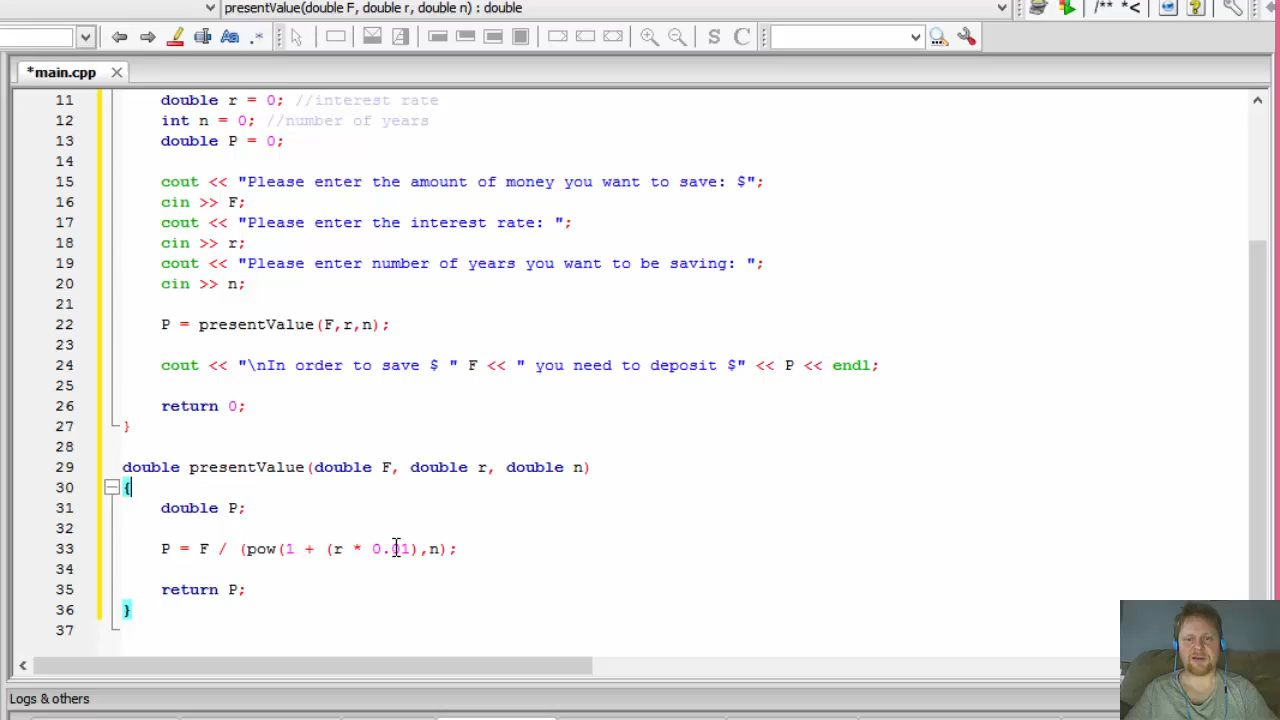 presentValue(double F, double r, double n) : double
/** *<
*main.cpp
11 double r = 0; //interest rate
12 int n = 0; //number of years
13 double P = 0;
14
15 cout << "Please enter the amount of money you want to save: $";
16 cin >> F;
17 cout << "Please enter the interest rate: ";
18 cin >> r;
19 cout << "Please enter number of years you want to be saving: ";
20 cin >> n;
21
22 P = presentValue(F,r,n);
23
24 cout << "\nIn order to save $ " F << " you need to deposit $" << P << endl;
25
26 return 0;
27 }
28
29 double presentValue(double F, double r, double n)
30 {
31 double P;
32
33 P = F / (pow(1 + (r * 0.01),n);
34
35 return P;
36 }
37
Logs & others